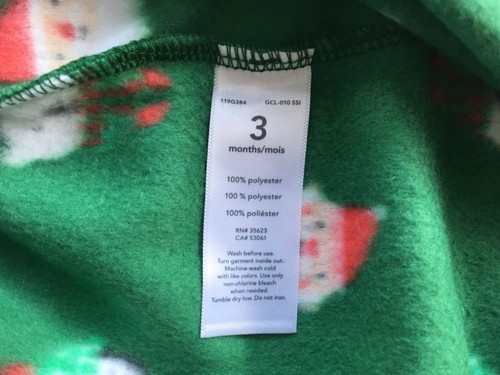 119G384 GCL-010 SSI
3
months/mois
100% polyester
100 % polyester
100% poliéster
RN# 35623
CA# 53061
Wash before use.
Turn garment inside out.
Machine wash cold
with like colors. Use only
non-chlorine bleach
when needed.
Tumble dry low. Do not iron.